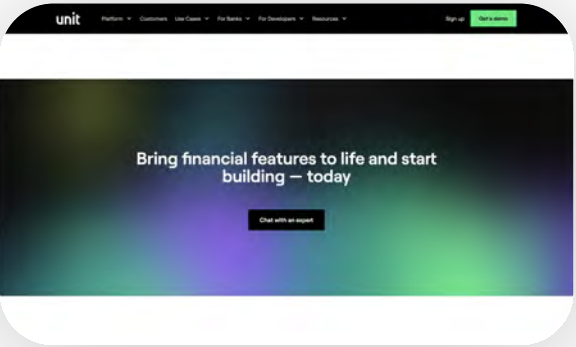 unit Platform Customers Use Cases For Banks For Developers Resources Sign up Get a demo
Bring financial features to life and start
building — today
Chat with an expert